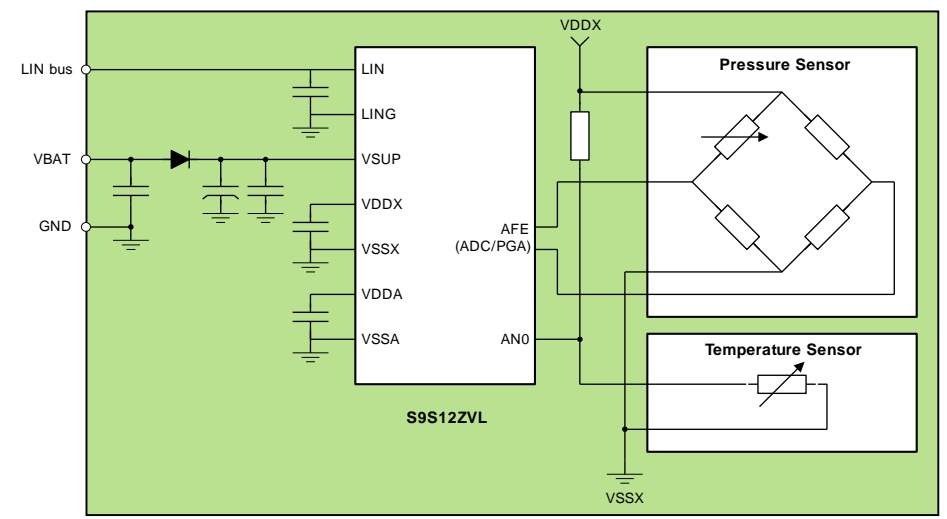 VDDX
Pressure Sensor
LIN bus
LIN
LING
VBAT
VSUP
VDDX
GND
AFE
(ADC/PGA)
VSSX
VDDA
VSSA
AN0
Temperature Sensor
S9S12ZVL
VSSX